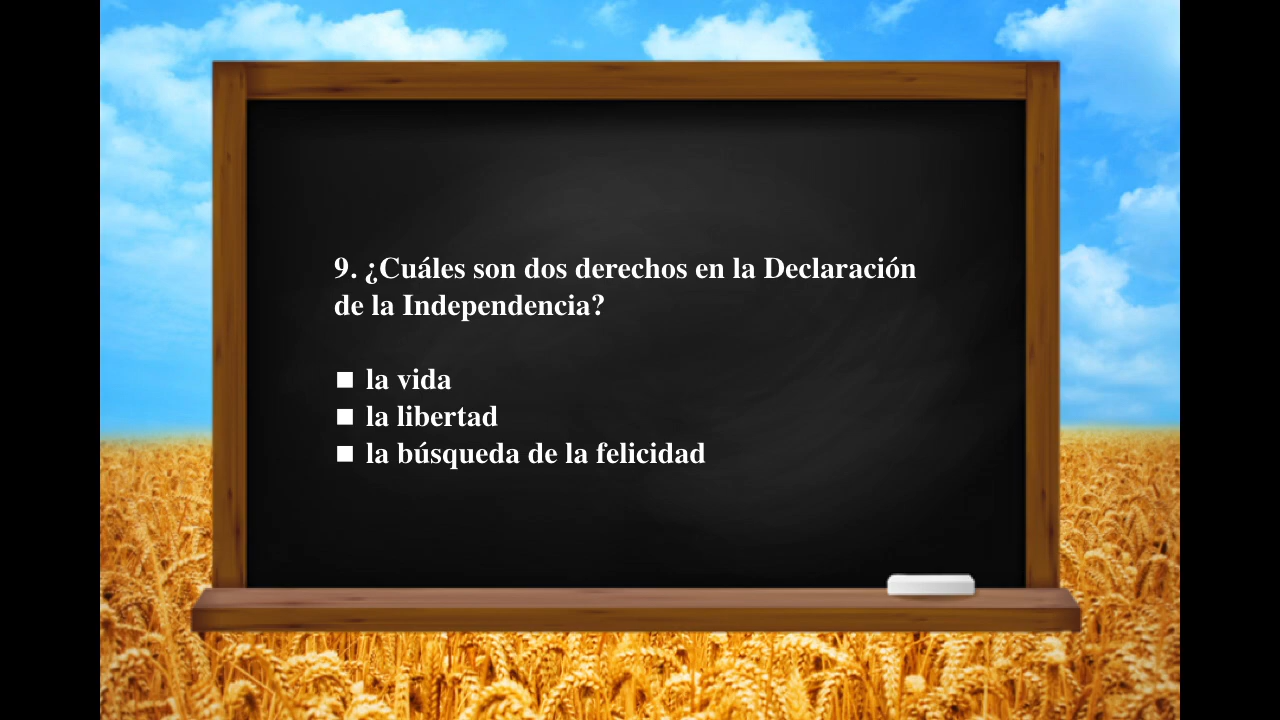 9. ¿Cuáles son dos derechos en la Declaración
de la Independencia?
■ la vida
■ la libertad
■ la búsqueda de la felicidad